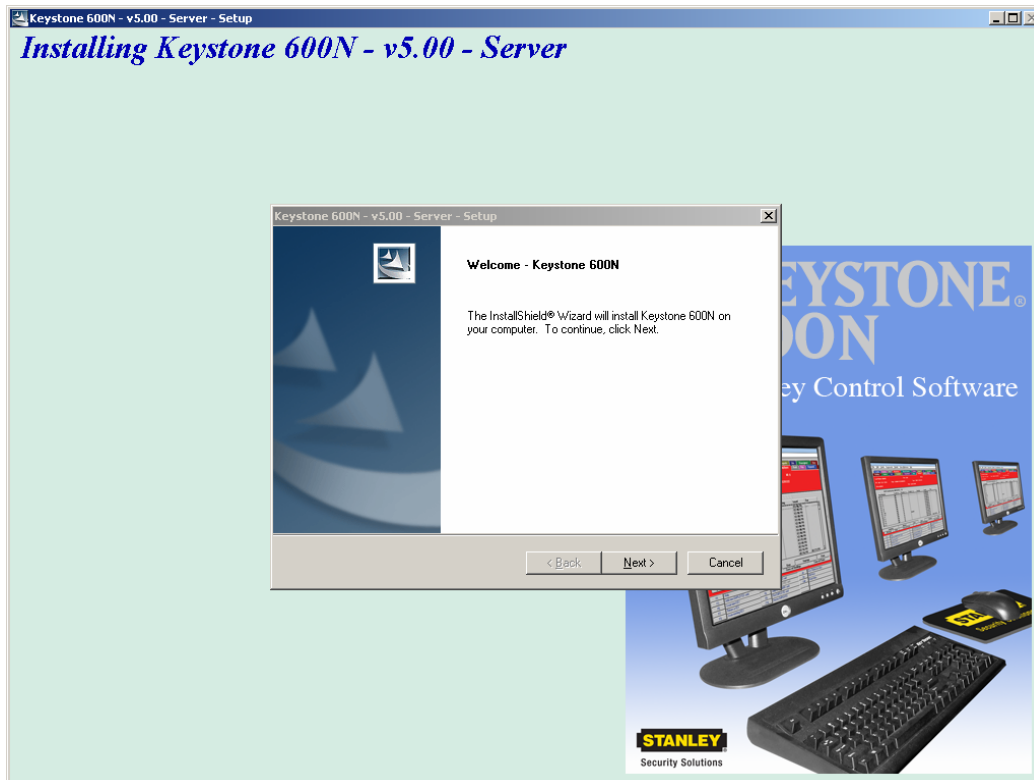 Keystone 600N - v5.00 - Server - Setup
Installing Keystone 600N - v5.00 - Server
Keystone 600N - v5.00 - Server - Setup
Welcome - Keystone 600N
The InstallShield® Wizard will install Keystone 600N on
your computer. To continue, click Next.
< Back
Next >
Cancel
EYSTONE®
00N
ey Control Software
STANLEY
Security Solutions
STA